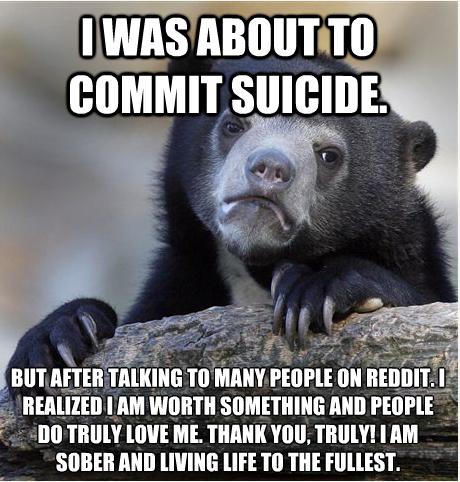 I WAS ABOUT TO
COMMIT SUICIDE.
BUT AFTER TALKING TO MANY PEOPLE ON REDDIT. I
REALIZED I AM WORTH SOMETHING AND PEOPLE
DO TRULY LOVE ME. THANK YOU, TRULY! I AM
SOBER AND LIVING LIFE TO THE FULLEST.